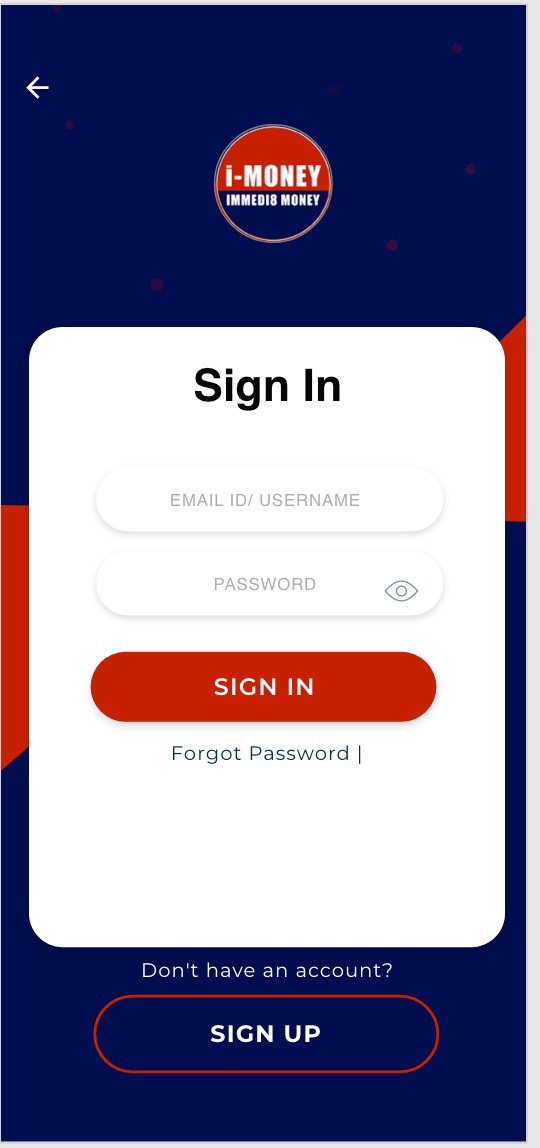 i-MONEY
IMMEDI8 MONEY
Sign In
EMAIL ID/ USERNAME
PASSWORD
SIGN IN
Forgot Password |
Don't have an account?
SIGN UP